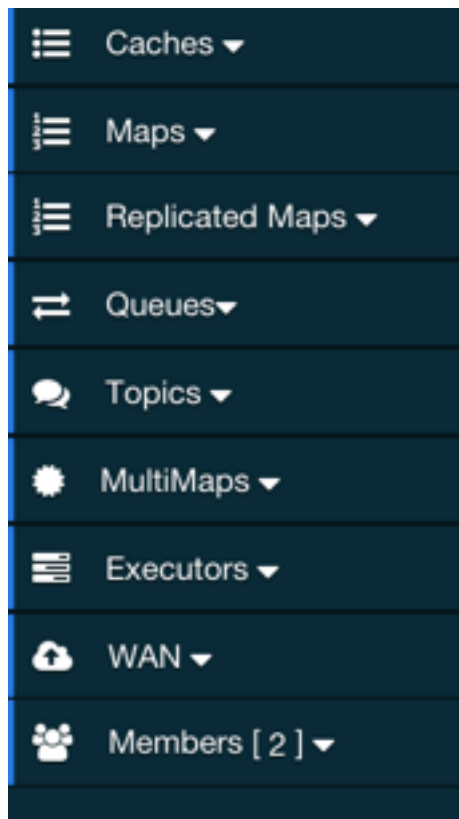 Caches
Maps
Replicated Maps
Queues
Topics
MultiMaps
Executors
WAN
Members [ 2 ]